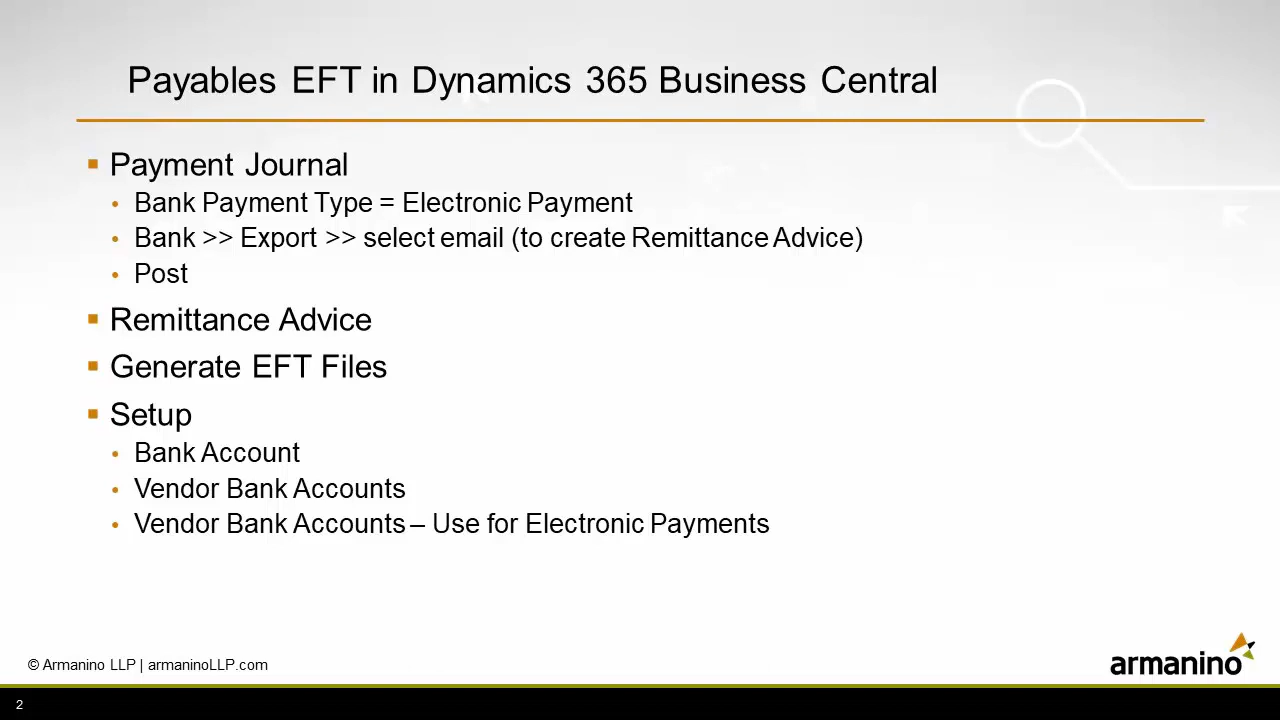 Payables EFT in Dynamics 365 Business Central
Payment Journal
Bank Payment Type = Electronic Payment
Bank >> Export >> select email (to create Remittance Advice)
Post
Remittance Advice
Generate EFT Files
Setup
Bank Account
Vendor Bank Accounts
Vendor Bank Accounts – Use for Electronic Payments
© Armanino LLP | armaninoLLP.com
armanino
2